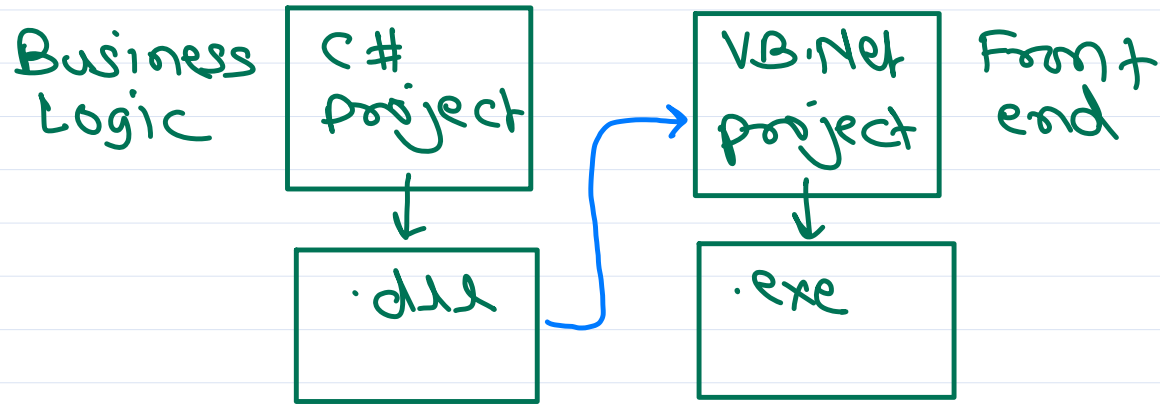 Business
Logic
C#
project
VB.Net
project
Front
end
.dll
.exe